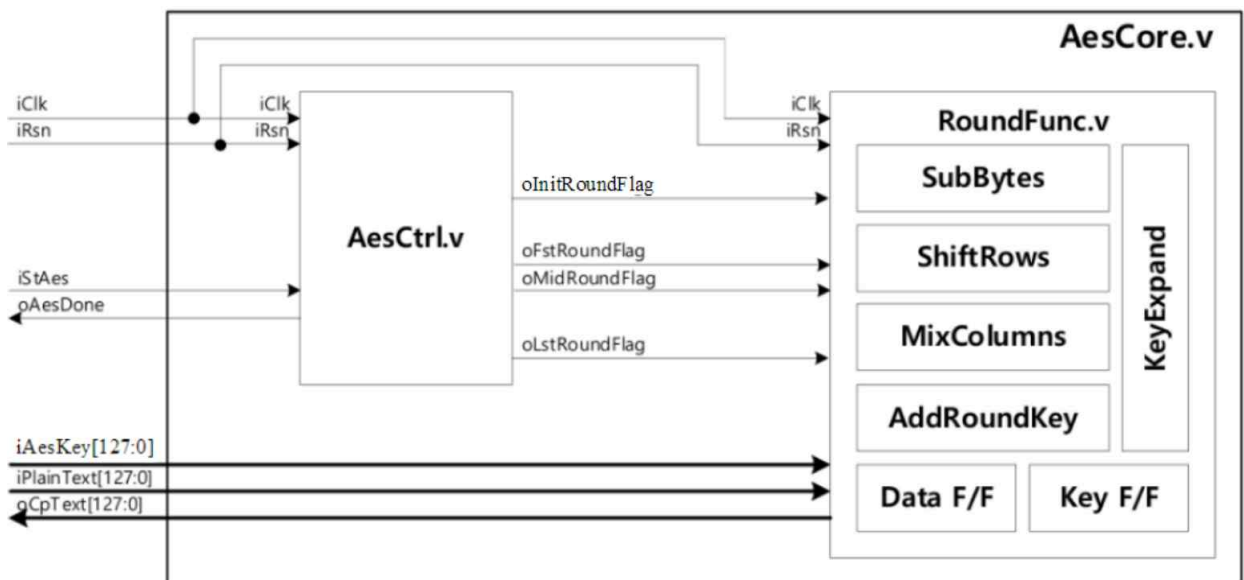 AesCore.v
iClk
iRsn
iClk
iRsn
iClk
iRsn
RoundFunc.v
SubBytes
oInitRoundFlag
AesCtrl.v
ShiftRows
KeyExpand
oFstRoundFlag
oMidRoundFlag
iStAes
oAesDone
MixColumns
oLstRoundFlag
AddRoundKey
iAesKey[127:0]
iPlainText[127:0]
oCpText[127:0]
Data F/F
Key F/F